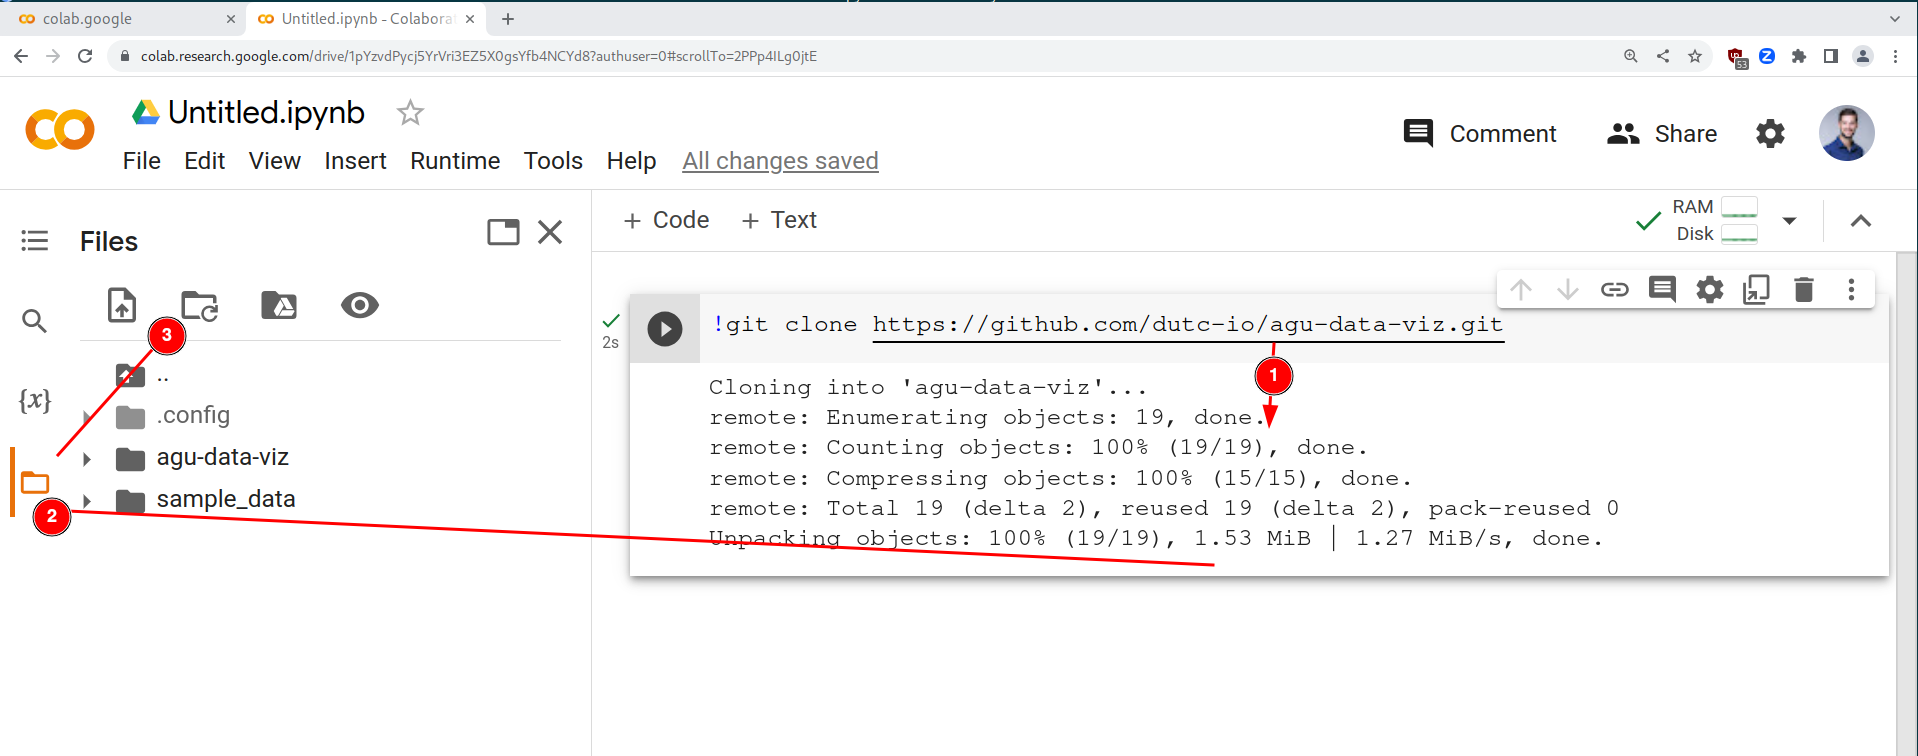 colab.google
Untitled.ipynb - Colaborat
colab.research.google.com/drive/1pYzvdPycj5YrVri3EZ5X0gsYfb4NCYd8?authuser=0#scrollTo=2PPp4ILg0jtE
53
Z
Untitled.ipynb
File Edit View Insert Runtime Tools Help All changes saved
Comment
Share
Files
+ Code + Text
RAM
Disk
3
..
{x}
.config
agu-data-viz
sample_data
2
2s
!git clone https://github.com/dutc-io/agu-data-viz.git
1
Cloning into 'agu-data-viz'...
remote: Enumerating objects: 19, done.
remote: Counting objects: 100% (19/19), done.
remote: Compressing objects: 100% (15/15), done.
remote: Total 19 (delta 2), reused 19 (delta 2), pack-reused 0
Unpacking objects: 100% (19/19), 1.53 MiB | 1.27 MiB/s, done.